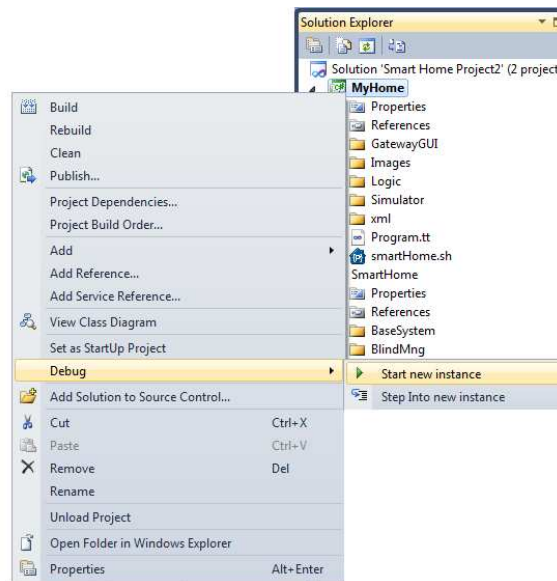 Solution Explorer
Solution 'Smart Home Project2' (2 project
MyHome
Properties
References
GatewayGUI
Images
Logic
Simulator
xml
Program.tt
smartHome.sh
SmartHome
Properties
References
BaseSystem
BlindMng
Build
Rebuild
Clean
Publish...
Project Dependencies...
Project Build Order...
Add
Add Reference...
Add Service Reference...
View Class Diagram
Set as StartUp Project
Debug
Start new instance
Step Into new instance
Add Solution to Source Control...
Cut Ctrl+X
Paste Ctrl+V
Remove Del
Rename
Unload Project
Open Folder in Windows Explorer
Properties Alt+Enter